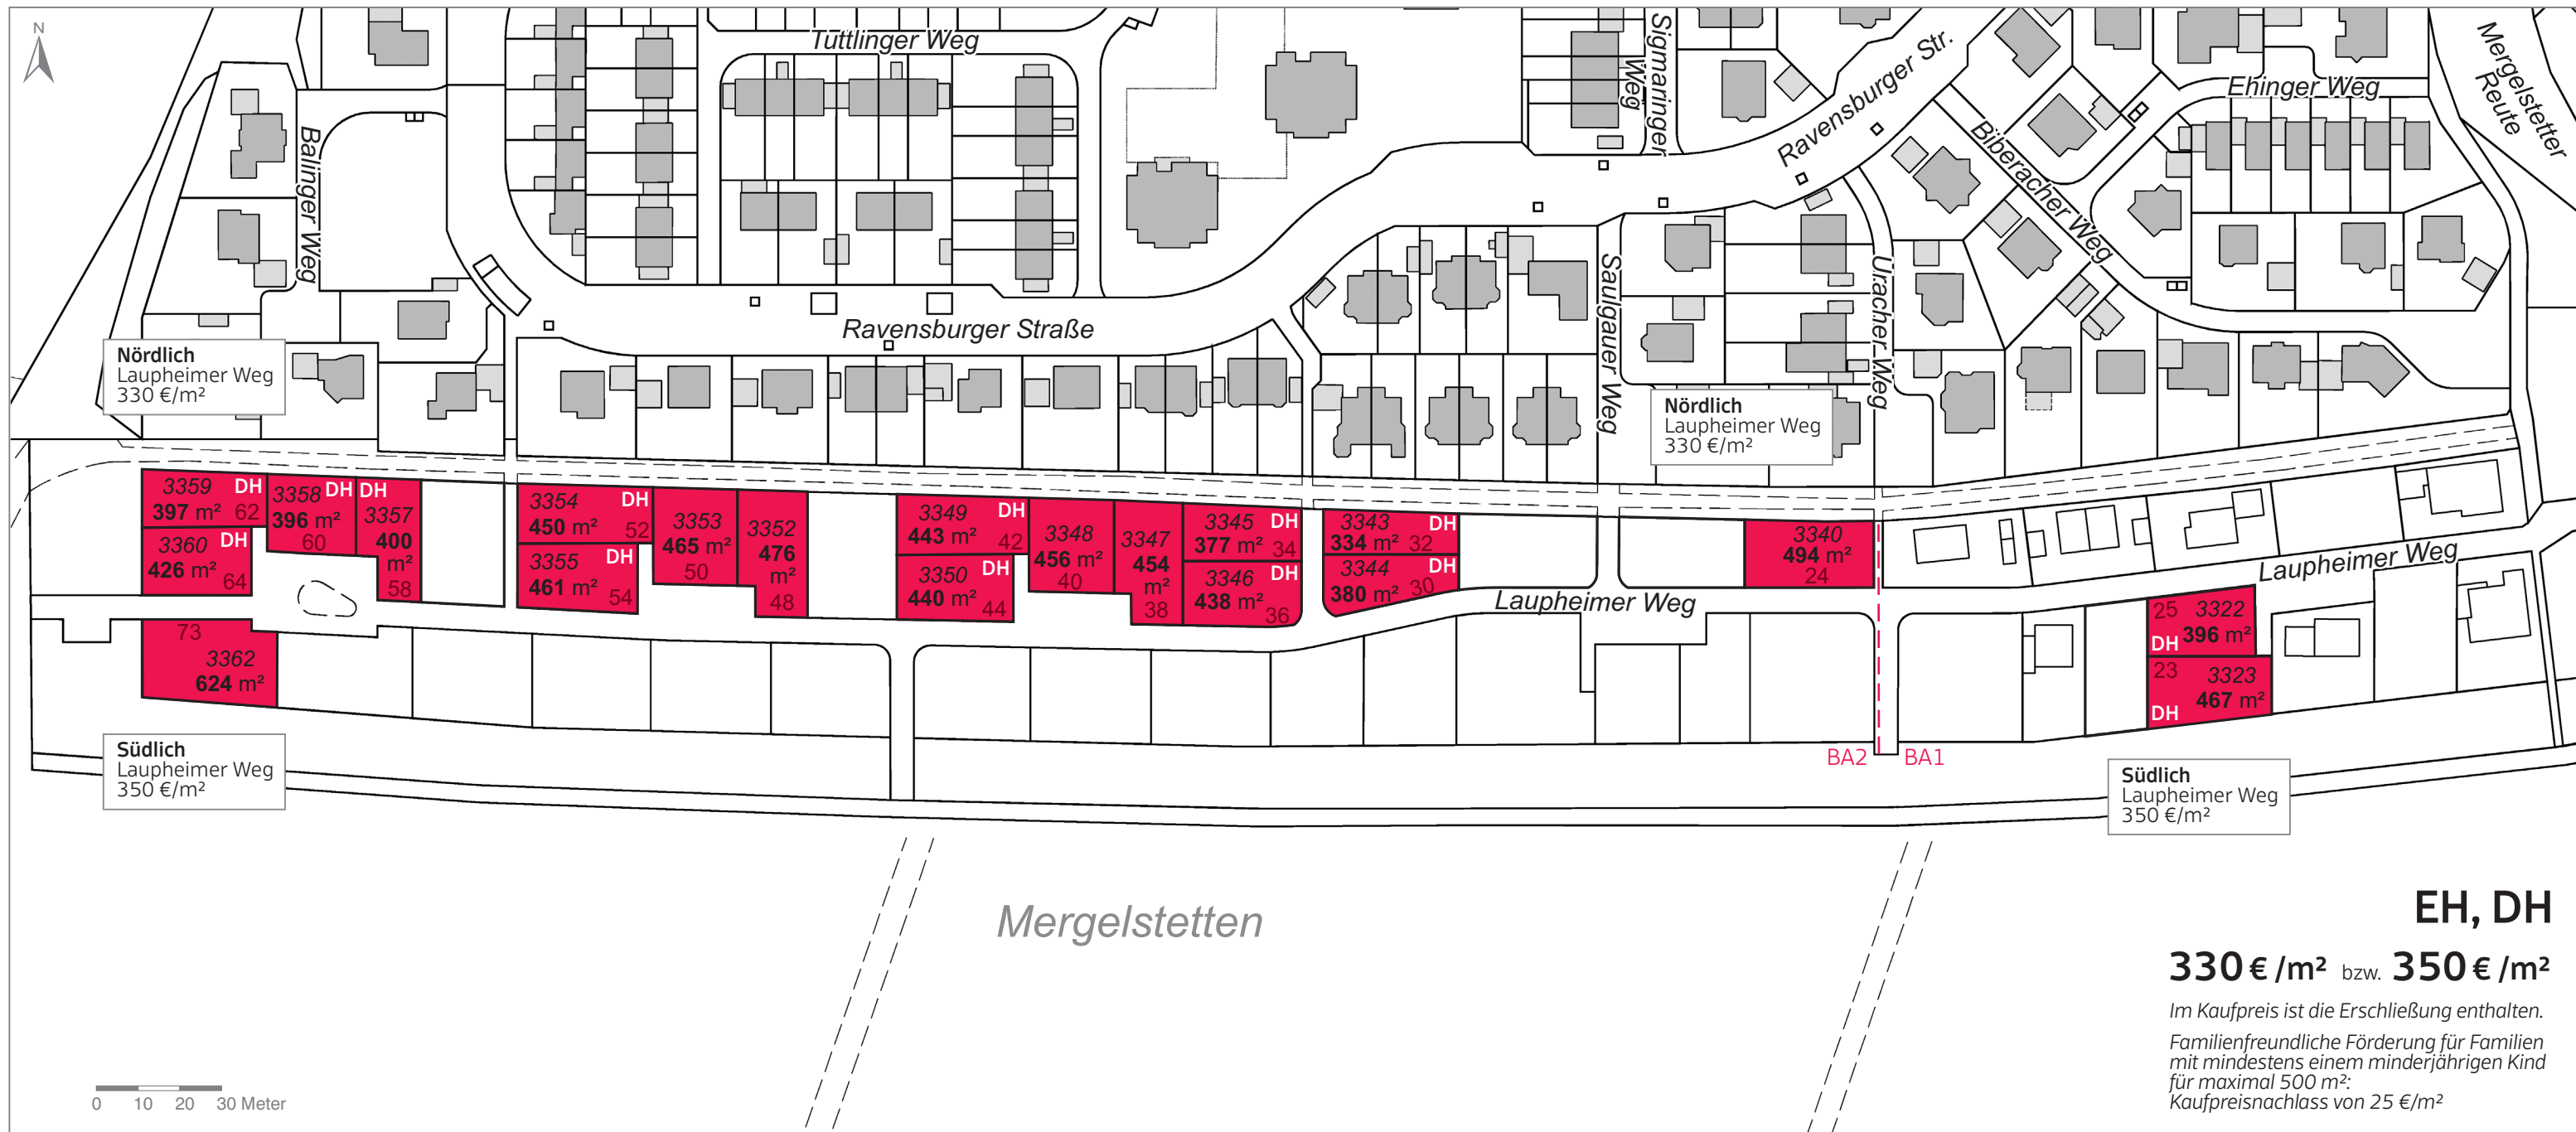 N
Tuttlinger Weg
Sigmaringer
Weg
Ravensburger Str.
Ehinger Weg
Mergelstetter
Reute
Balinger Weg
Biberacher Weg
Saulgauer Weg
Uracher Weg
Ravensburger Straße
Nördlich
Laupheimer Weg
330 €/m²
Nördlich
Laupheimer Weg
330 €/m²
3359 DH
397 m² 62
3360 DH
426 m² 64
3358 DH
396 m²
60
DH
3357
400
m²
58
3354 DH
450 m² 52
3355 DH
461 m² 54
3353
465 m²
50
3352
476
m²
48
3349 DH
443 m² 42
3350 DH
440 m² 44
3348
456 m²
40
3347
454
m²
38
3345 DH
377 m² 34
3346 DH
438 m² 36
3343 DH
334 m² 32
3344 DH
380 m² 30
3340
494 m²
24
Laupheimer Weg
Laupheimer Weg
25 3322
DH 396 m²
23 3323
467 m²
DH
73
3362
624 m²
BA2 BA1
Südlich
Laupheimer Weg
350 €/m²
Südlich
Laupheimer Weg
350 €/m²
Mergelstetten
EH, DH
330 € /m² bzw. 350 € /m²
Im Kaufpreis ist die Erschließung enthalten.
Familienfreundliche Förderung für Familien
mit mindestens einem minderjährigen Kind
für maximal 500 m²:
Kaufpreisnachlass von 25 €/m²
0 10 20 30 Meter